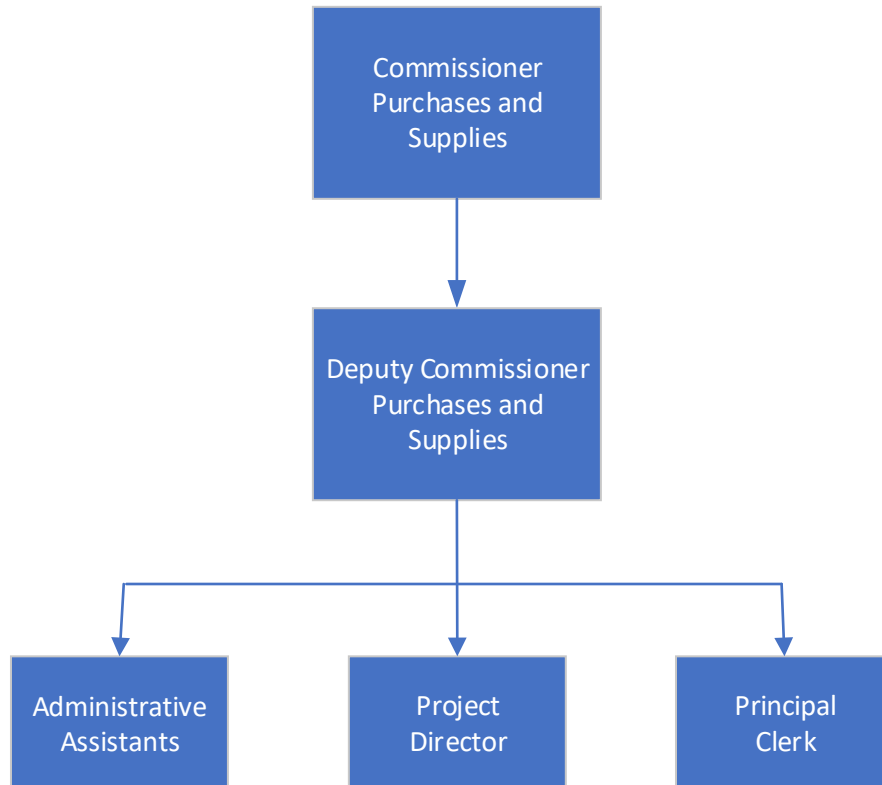 Commissioner
Purchases and
Supplies
Deputy Commissioner
Purchases and
Supplies
Administrative
Assistants
Project
Director
Principal
Clerk